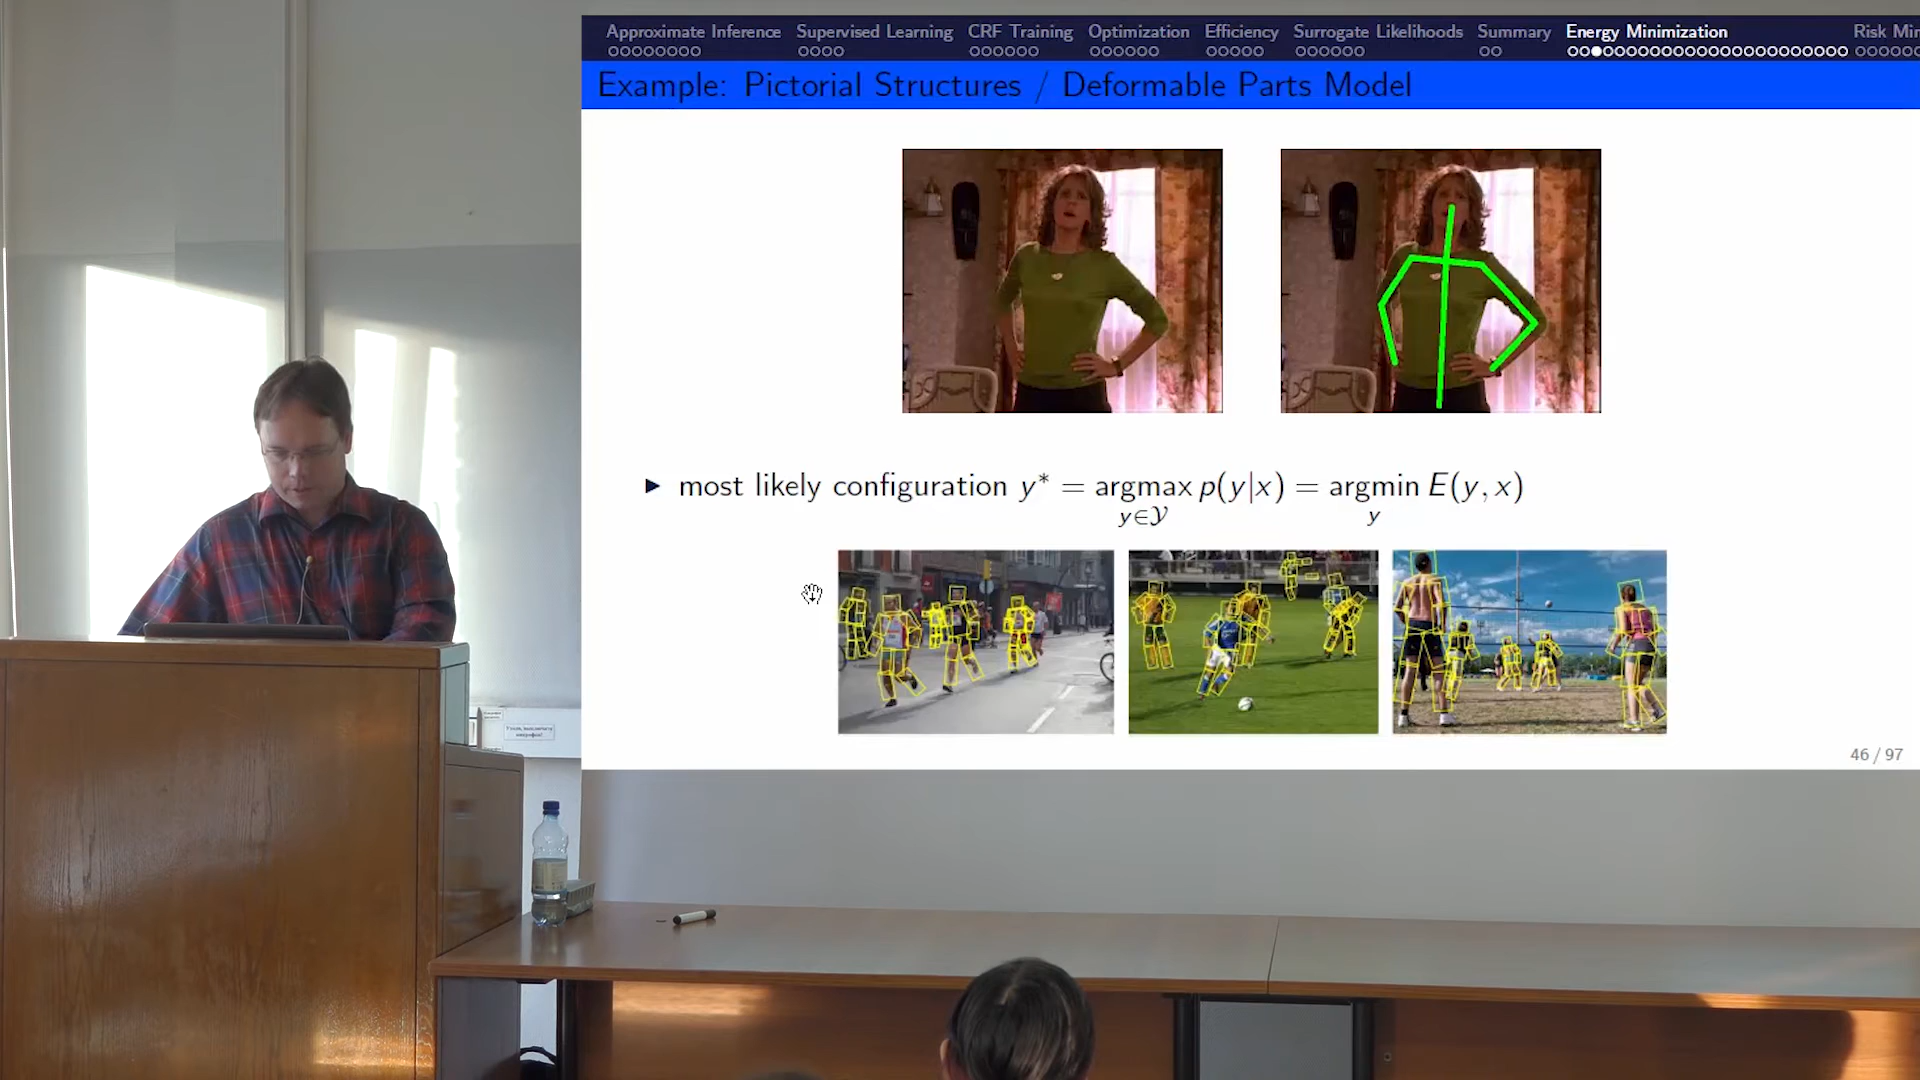 Approximate Inference Supervised Learning CRF Training Optimization Efficiency Surrogate Likelihoods Summary Energy Minimization Risk Min
Example: Pictorial Structures / Deformable Parts Model
▶ most likely configuration y* = argmax p(y|x) = argmin E(y, x)
y∈𝒴 y
46 / 97